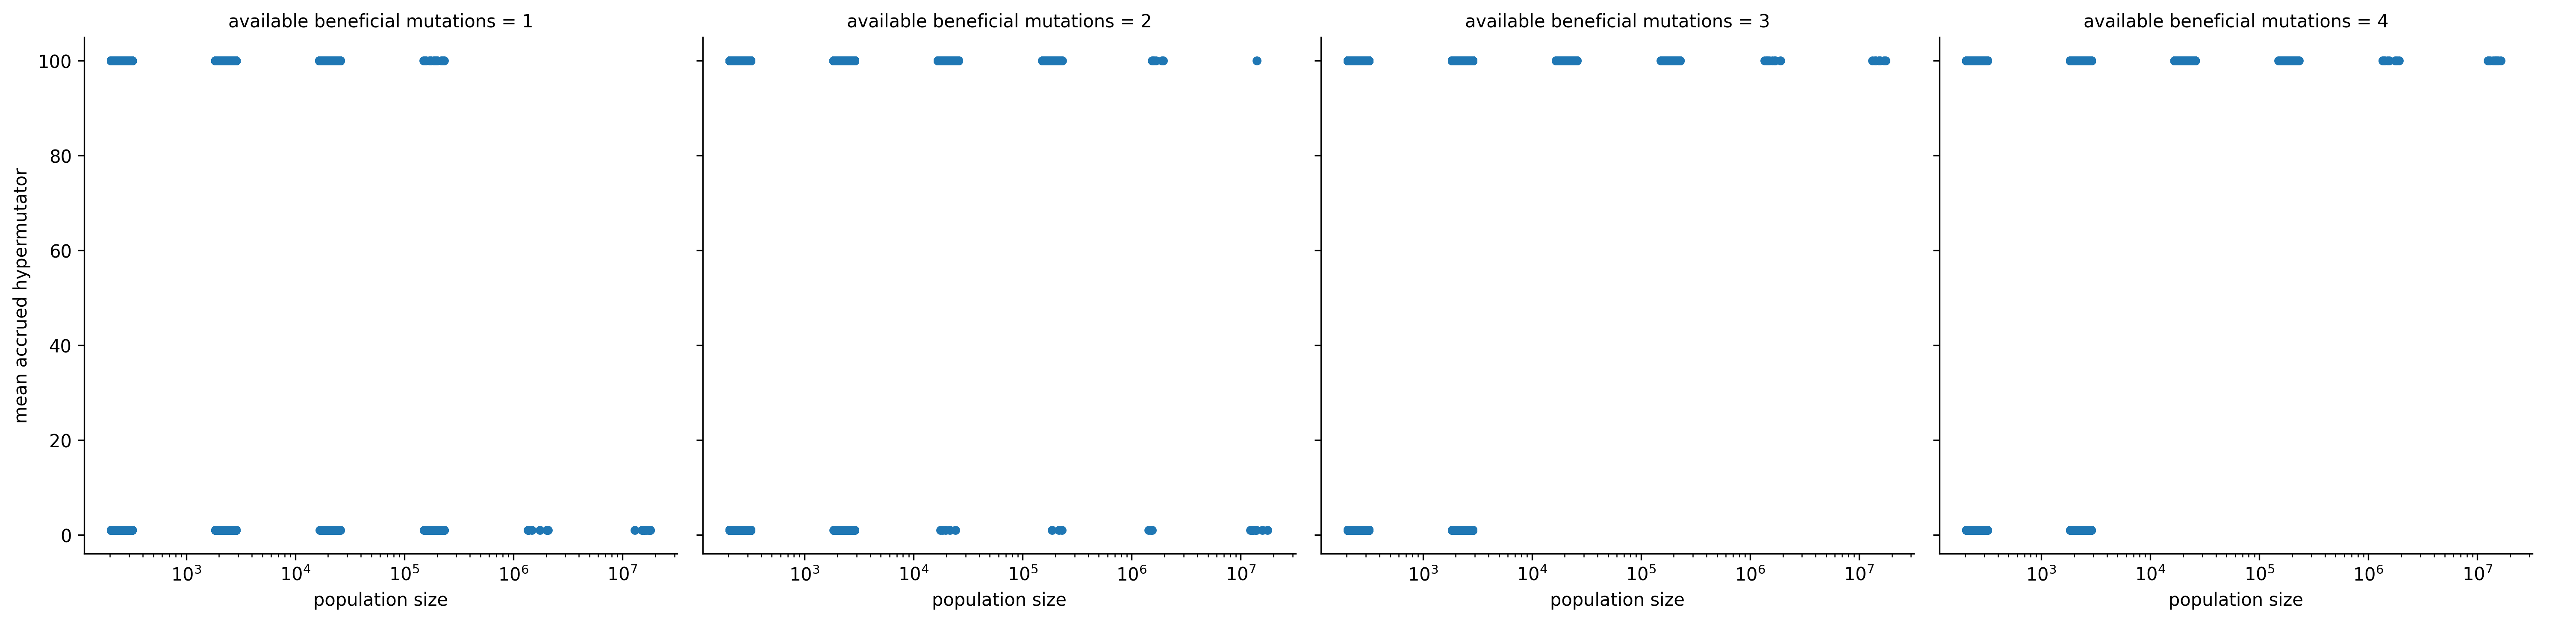 available beneficial mutations = 1
available beneficial mutations = 2
available beneficial mutations = 3
available beneficial mutations = 4
mean accrued hypermutator
100
80
60
40
20
0
10³ 10⁴ 10⁵ 10⁶ 10⁷
10³ 10⁴ 10⁵ 10⁶ 10⁷
10³ 10⁴ 10⁵ 10⁶ 10⁷
10³ 10⁴ 10⁵ 10⁶ 10⁷
population size
population size
population size
population size